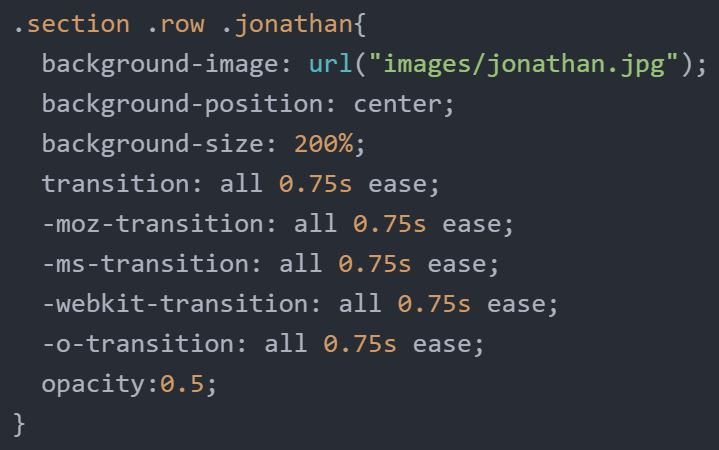 .section .row .jonathan{
  background-image: url("images/jonathan.jpg");
  background-position: center;
  background-size: 200%;
  transition: all 0.75s ease;
  -moz-transition: all 0.75s ease;
  -ms-transition: all 0.75s ease;
  -webkit-transition: all 0.75s ease;
  -o-transition: all 0.75s ease;
  opacity:0.5;
}